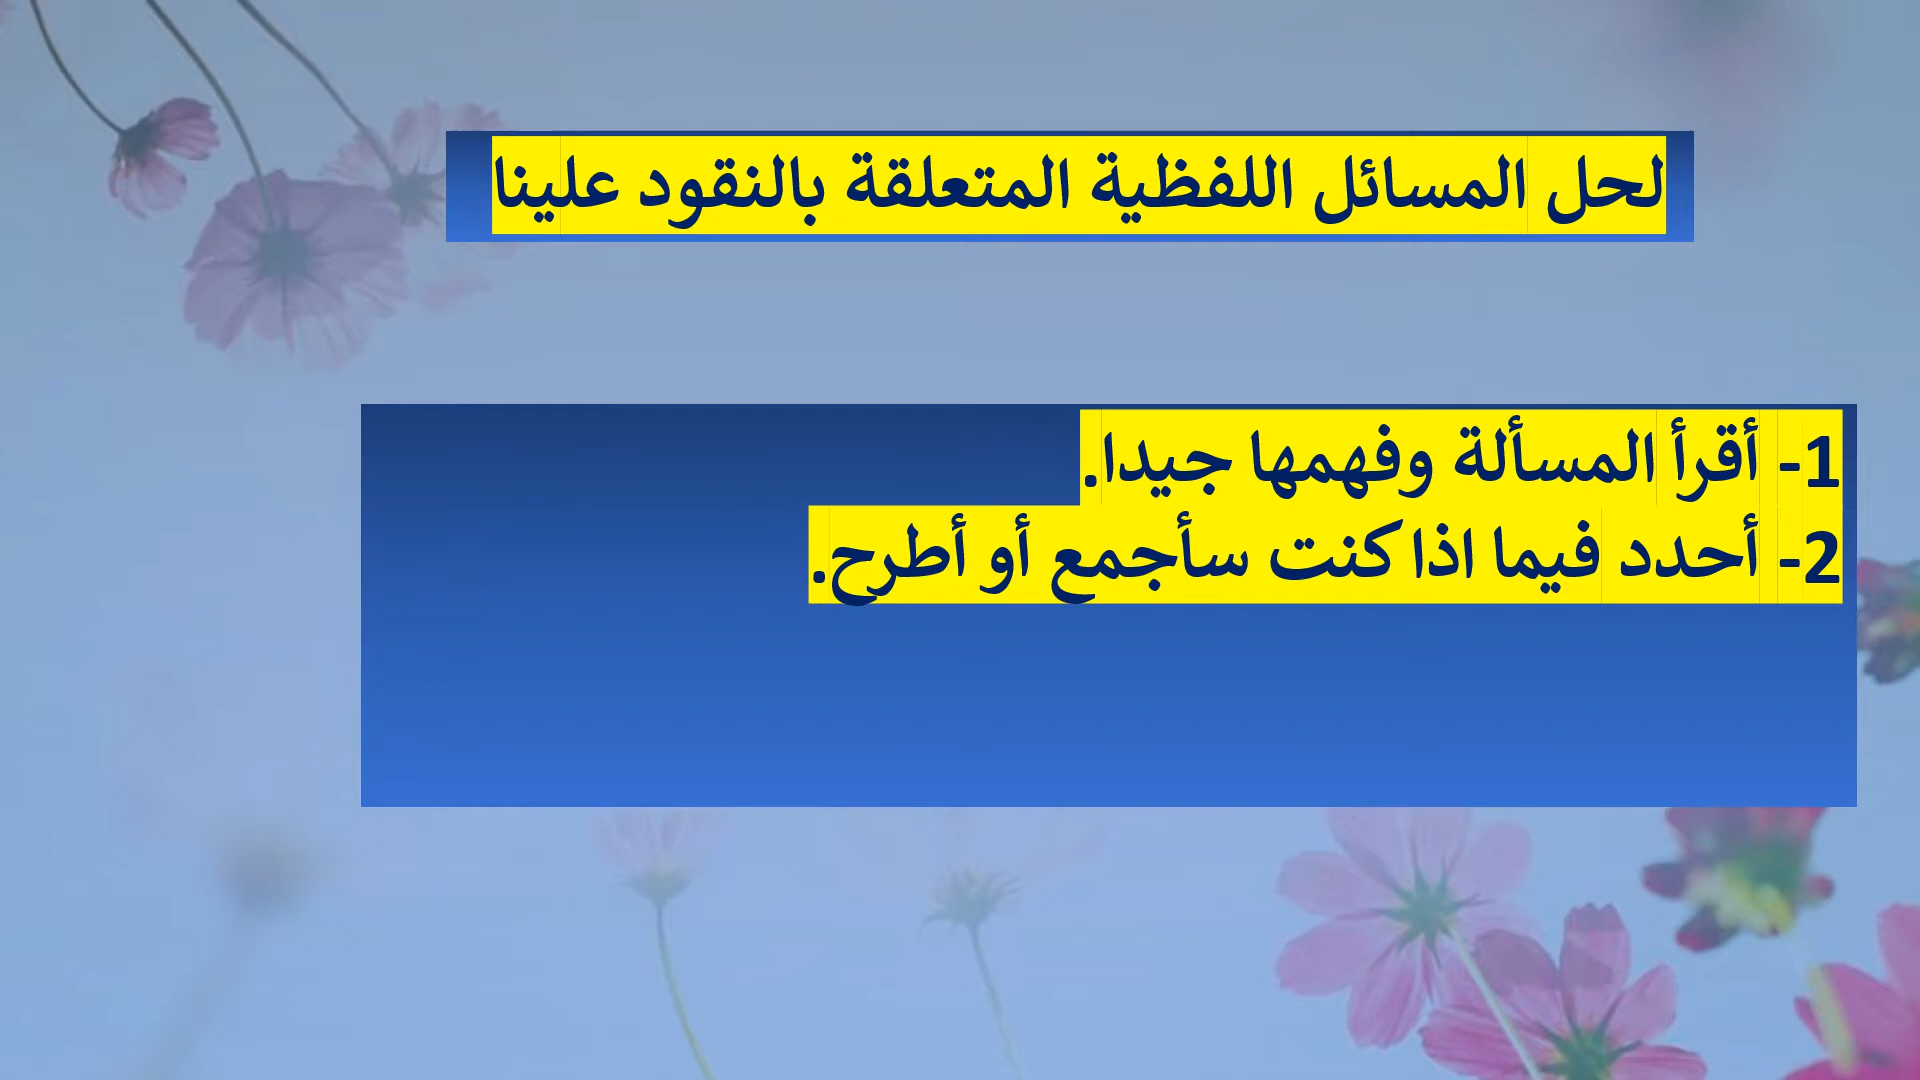 لحل المسائل اللفظية المتعلقة بالنقود علينا
1- أقرأ المسألة وفهمها جيدا.
2- أحدد فيما اذا كنت سأجمع أو أطرح.